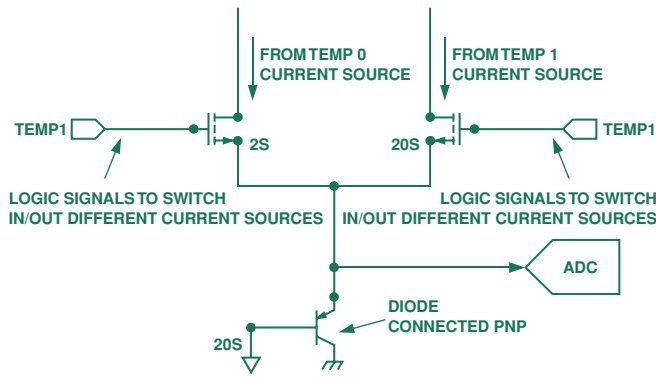 FROM TEMP 0
CURRENT SOURCE
FROM TEMP 1
CURRENT SOURCE
TEMP1
2S
20S
TEMP1
LOGIC SIGNALS TO SWITCH
IN/OUT DIFFERENT CURRENT SOURCES
LOGIC SIGNALS TO SWITCH
IN/OUT DIFFERENT CURRENT SOURCES
ADC
DIODE
CONNECTED PNP
20S